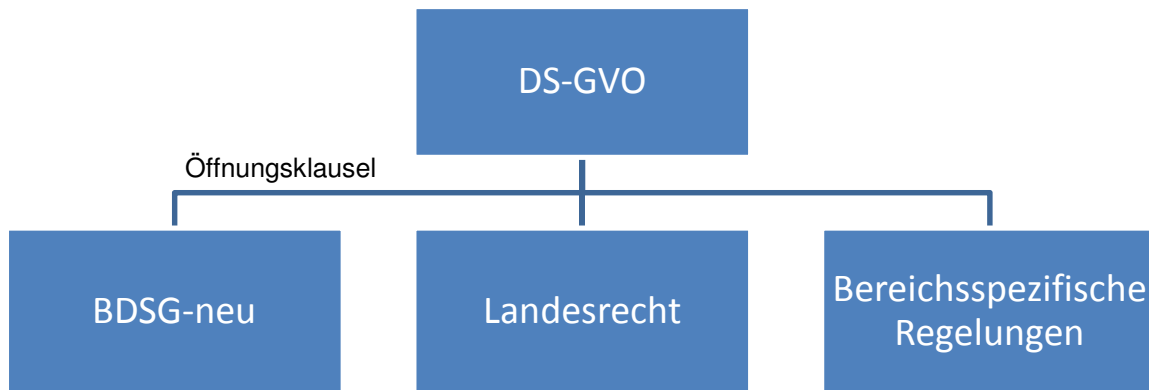 DS-GVO
Öffnungsklausel
BDSG-neu
Landesrecht
Bereichsspezifische
Regelungen